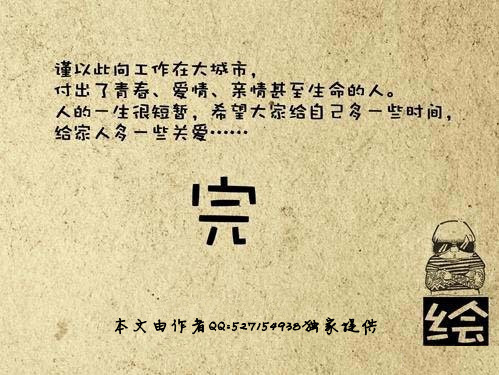 谨以此向工作在大城市，
付出了青春、爱情、亲情甚至生命的人。
人的一生很短暂，希望大家给自己多一些时间，
给家人多一些关爱……
完
绘
本文由作者QQ:527154938独家提供